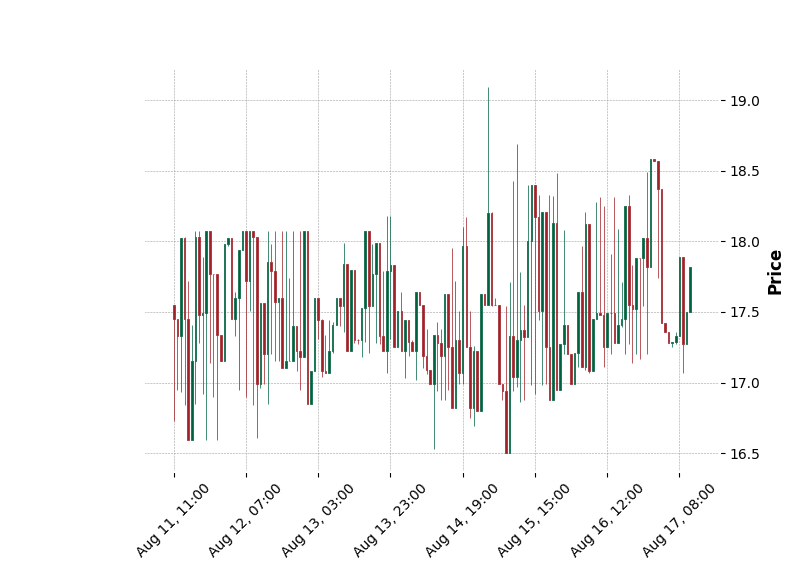 19.0
18.5
18.0
17.5
17.0
16.5
Price
Aug 11, 11:00
Aug 12, 07:00
Aug 13, 03:00
Aug 13, 23:00
Aug 14, 19:00
Aug 15, 15:00
Aug 16, 12:00
Aug 17, 08:00